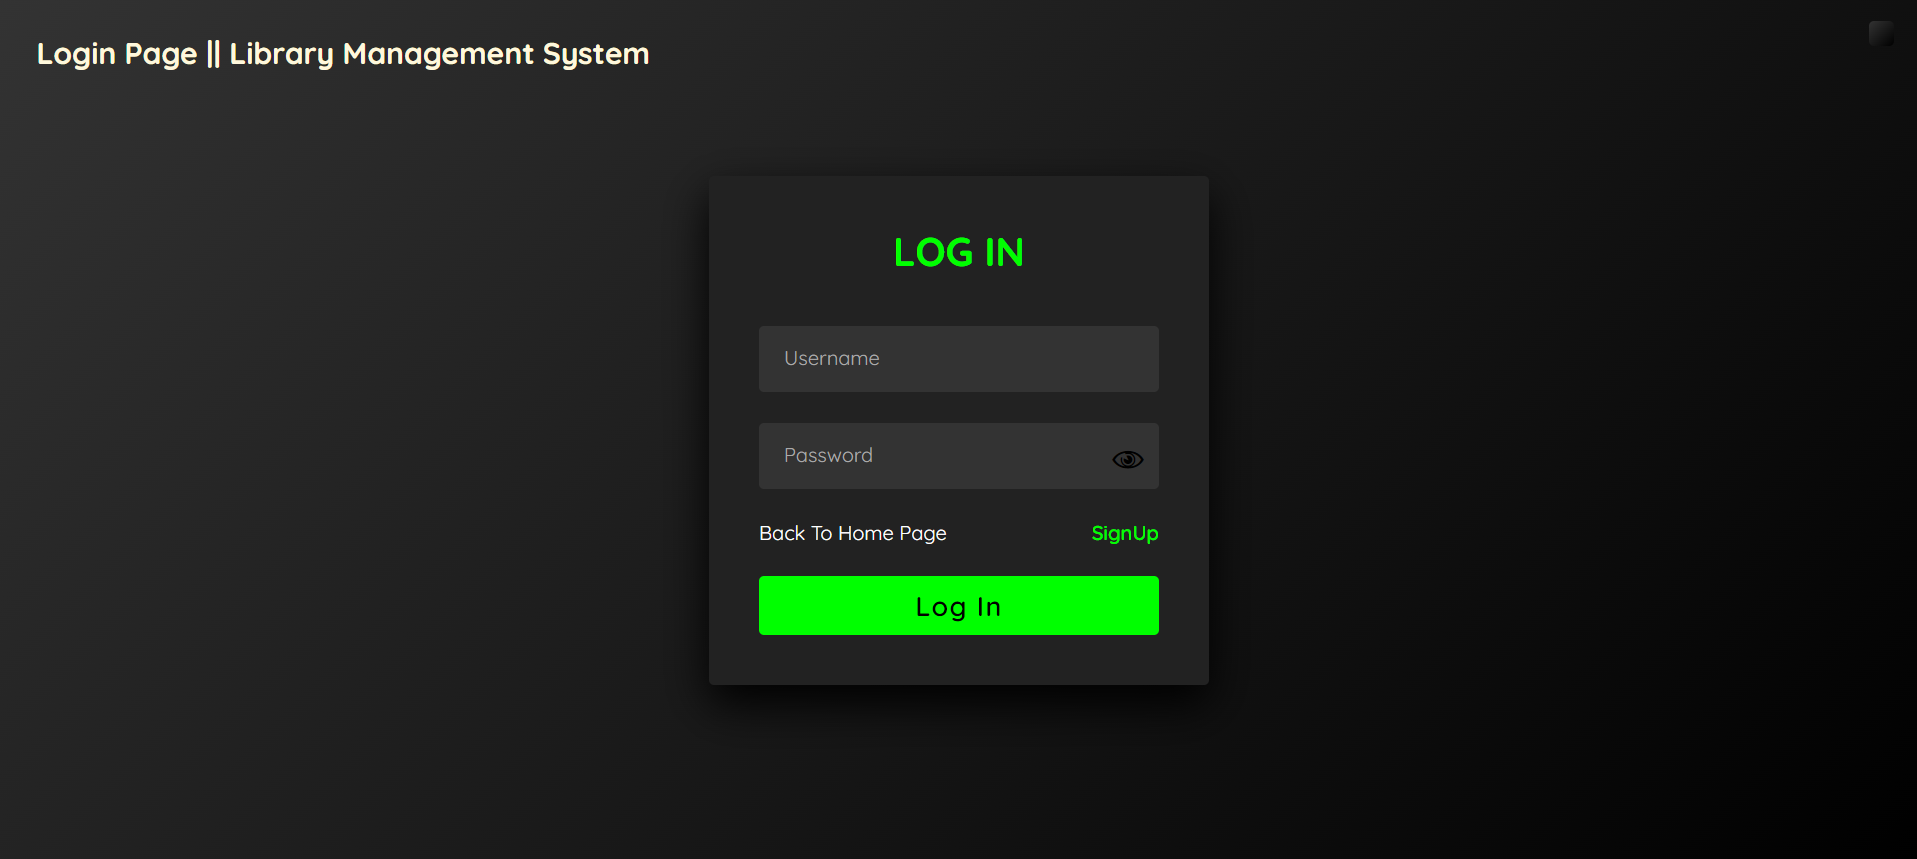 Login Page || Library Management System
LOG IN
Username
Password
Back To Home Page SignUp
Log In